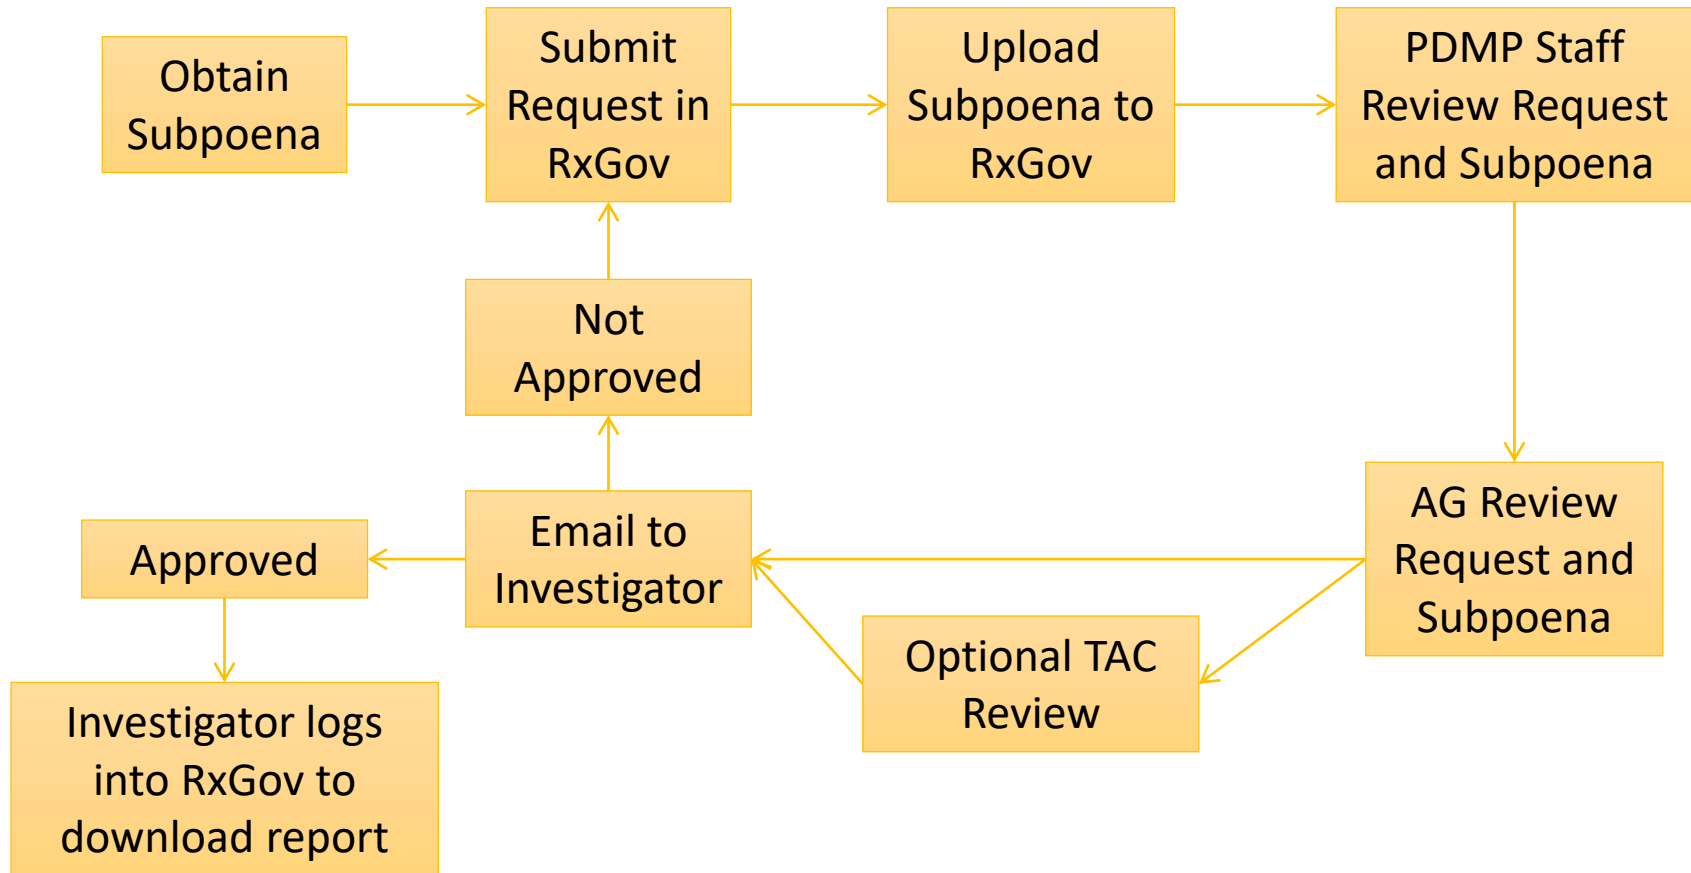 Obtain
Subpoena
Submit
Request in
RxGov
Upload
Subpoena to
RxGov
PDMP Staff
Review Request
and Subpoena
Not
Approved
AG Review
Request and
Subpoena
Email to
Investigator
Approved
Optional TAC
Review
Investigator logs
into RxGov to
download report